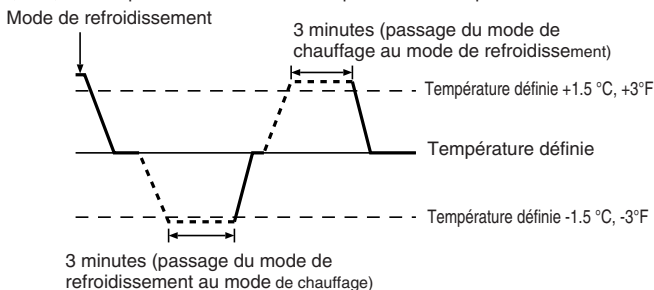 Mode de refroidissement
3 minutes (passage du mode de
chauffage au mode de refroidissement)
Température définie +1.5 °C, +3°F
Température définie
Température définie -1.5 °C, -3°F
3 minutes (passage du mode de
refroidissement au mode de chauffage)